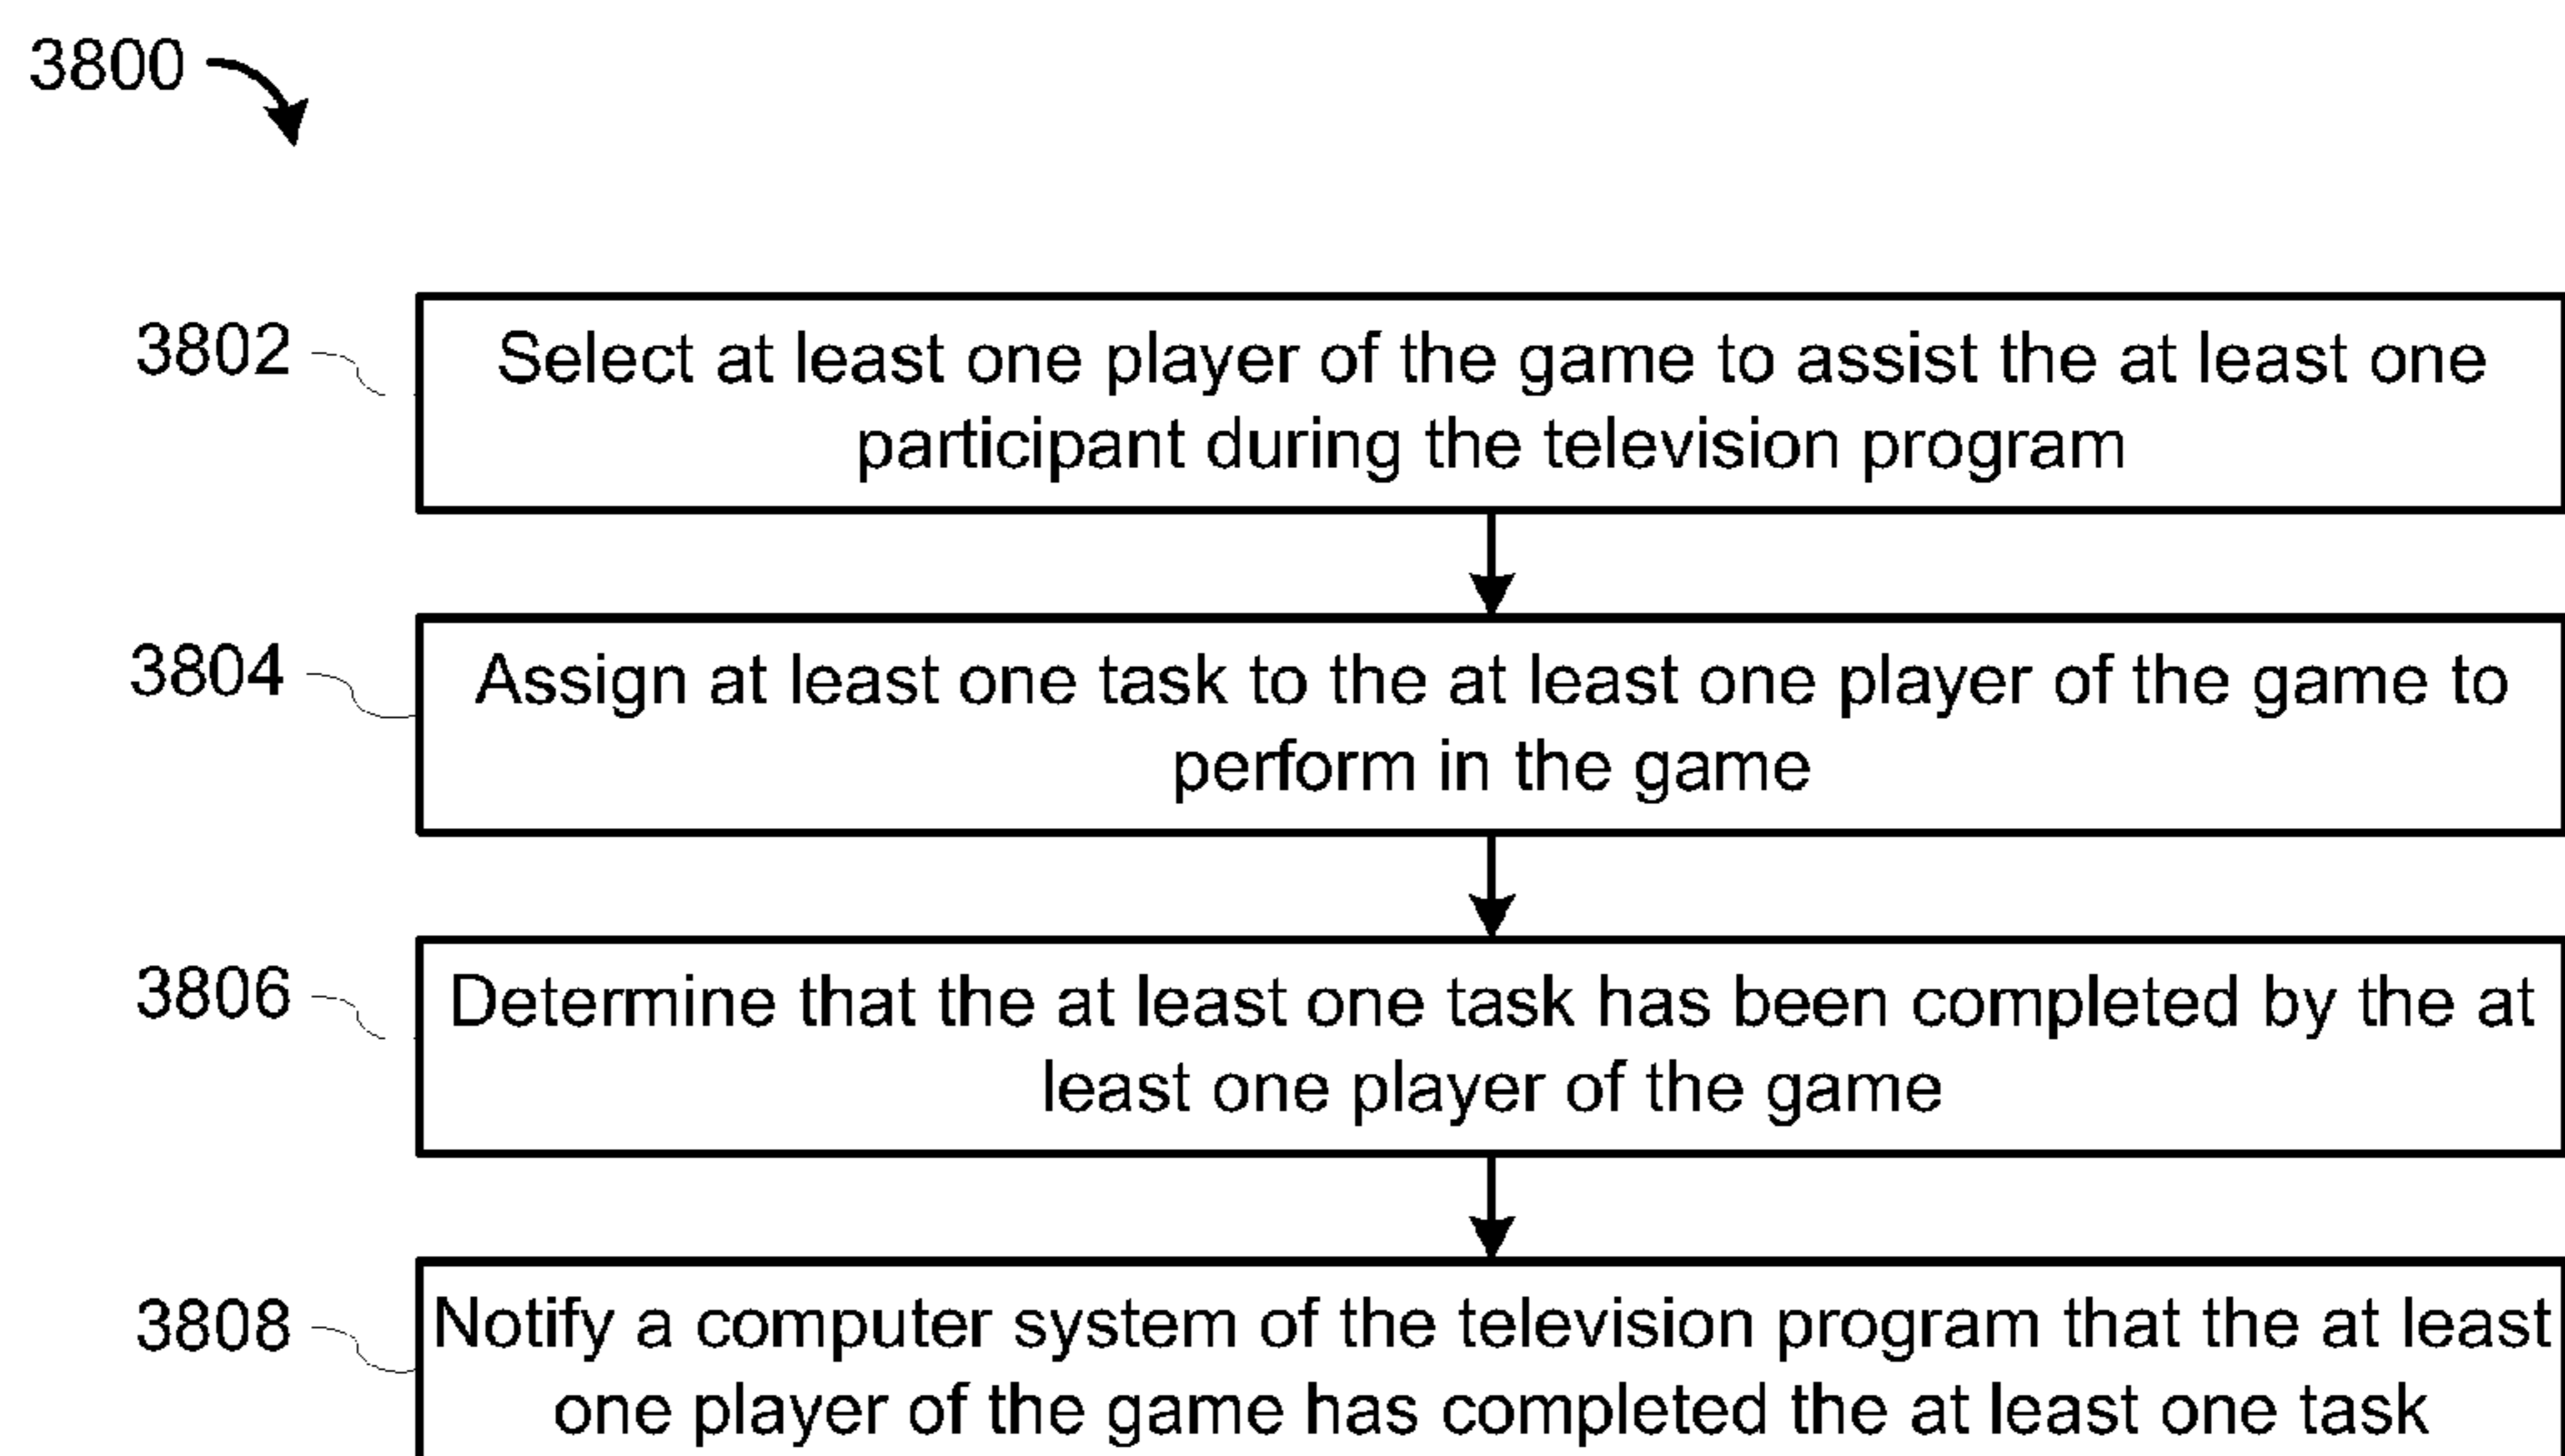 3800
3802
Select at least one player of the game to assist the at least one
participant during the television program
3804
Assign at least one task to the at least one player of the game to
perform in the game
3806
Determine that the at least one task has been completed by the at
least one player of the game
3808
Notify a computer system of the television program that the at least
one player of the game has completed the at least one task